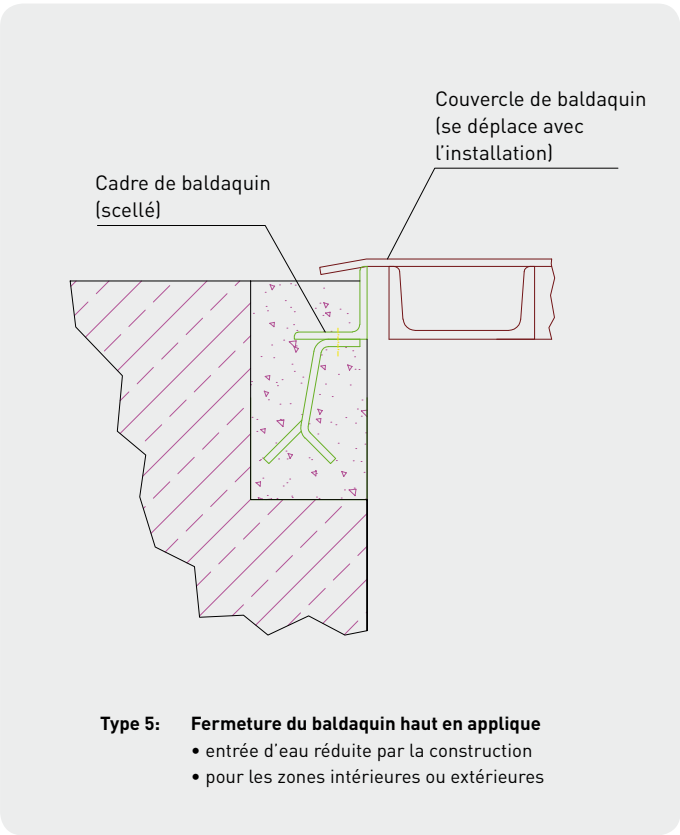 Couvercle de baldaquin
(se déplace avec
l’installation)
Cadre de baldaquin
(scellé)
Type 5: Fermeture du baldaquin haut en applique
• entrée d’eau réduite par la construction
• pour les zones intérieures ou extérieures